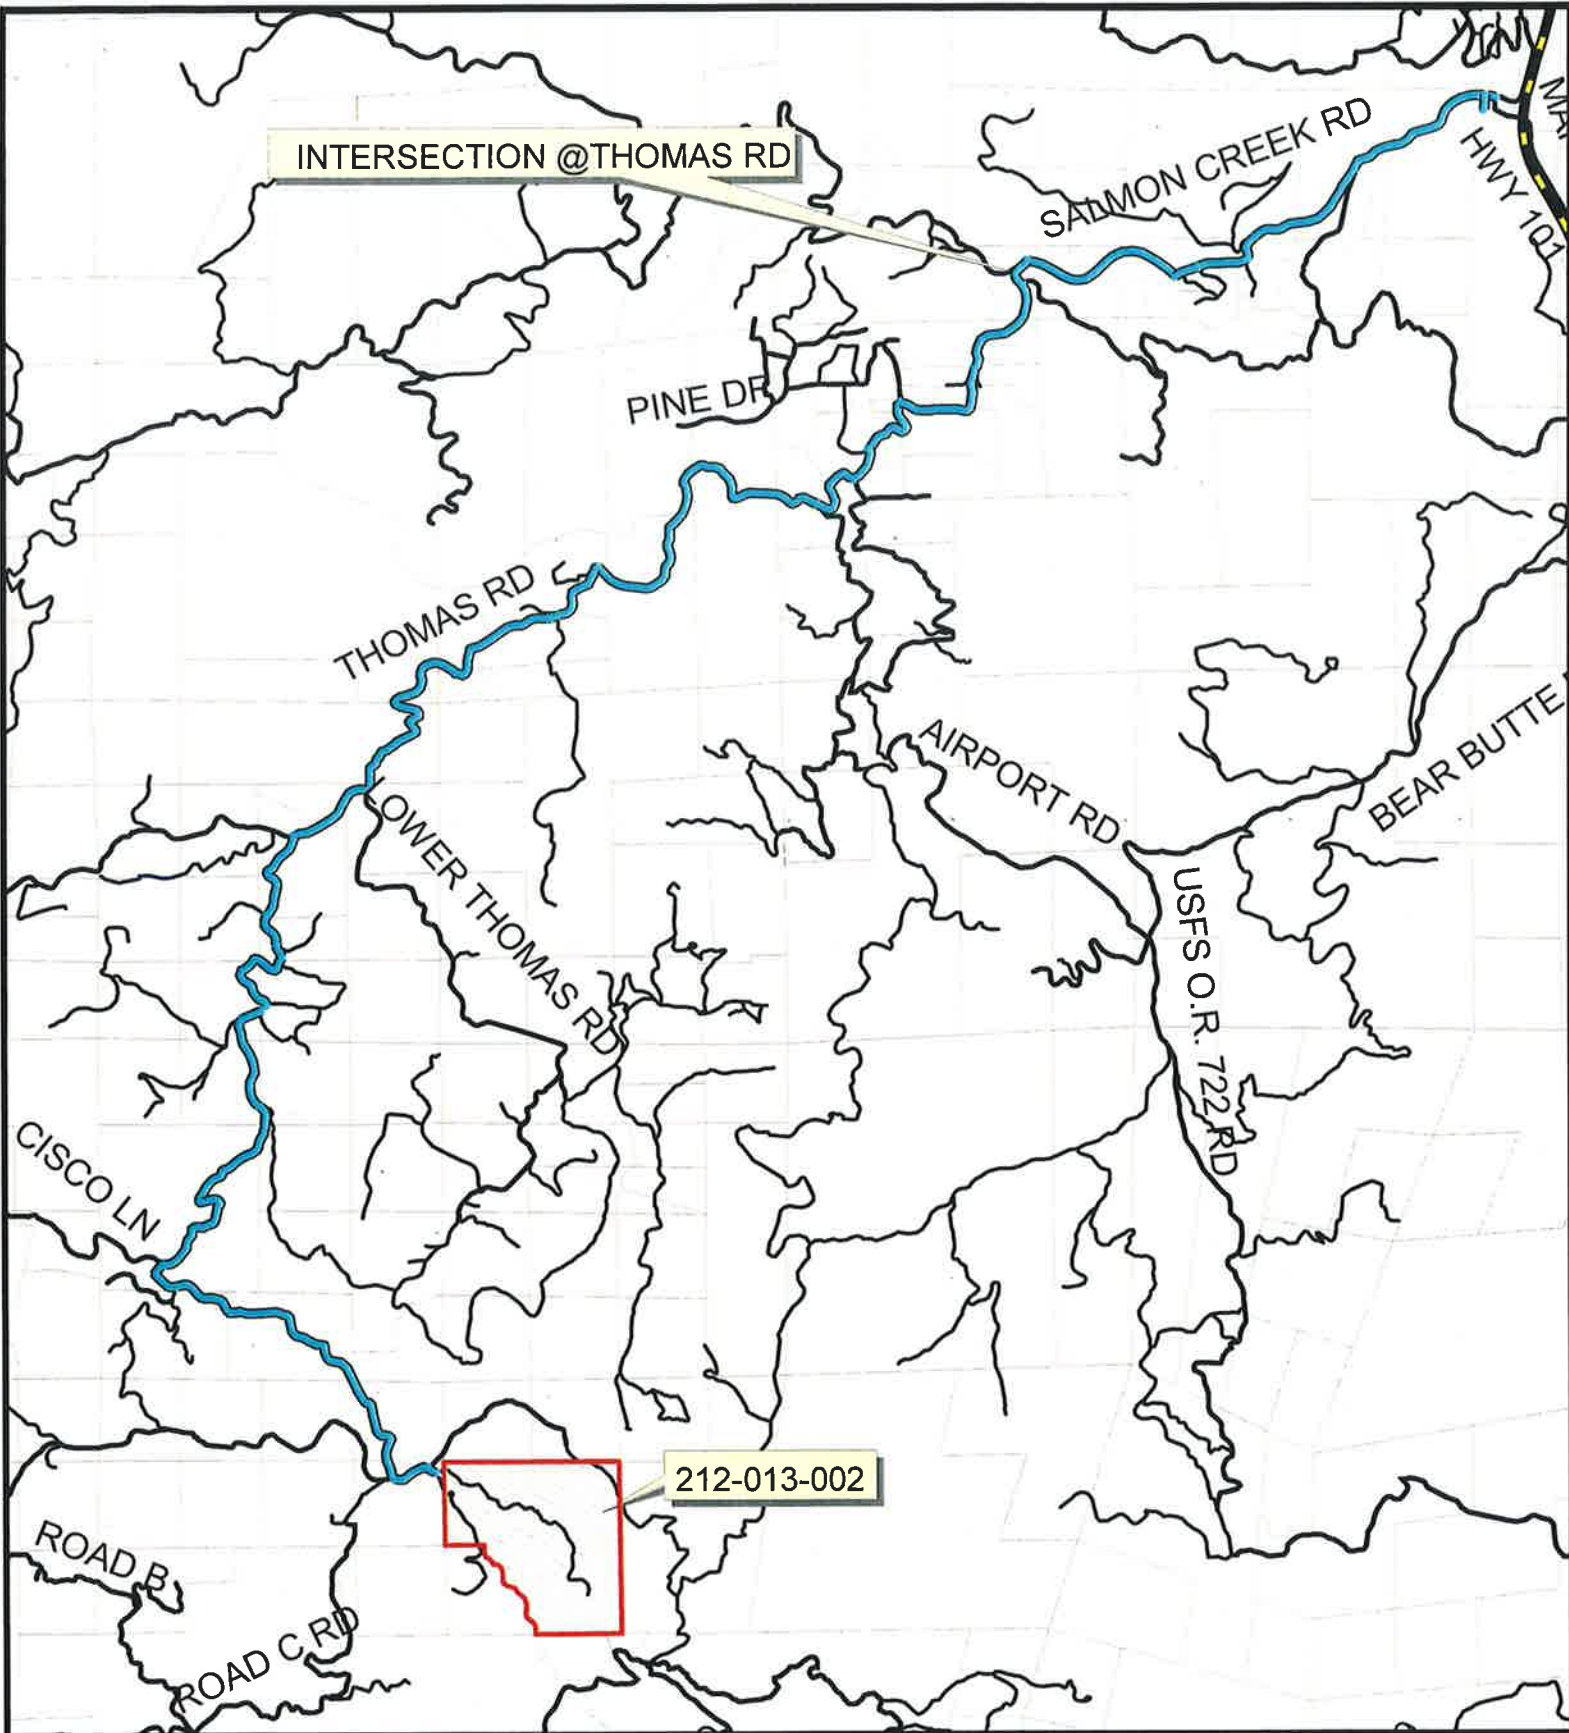 MA
INTERSECTION @THOMAS RD
SALMON CREEK RD
HWY 101
PINE DR
THOMAS RD
AIRPORT RD
BEAR BUTTE
LOWER THOMAS RD
USFS O.R. 722 RD
CISCO LN
212-013-002
ROAD B
ROAD C RD